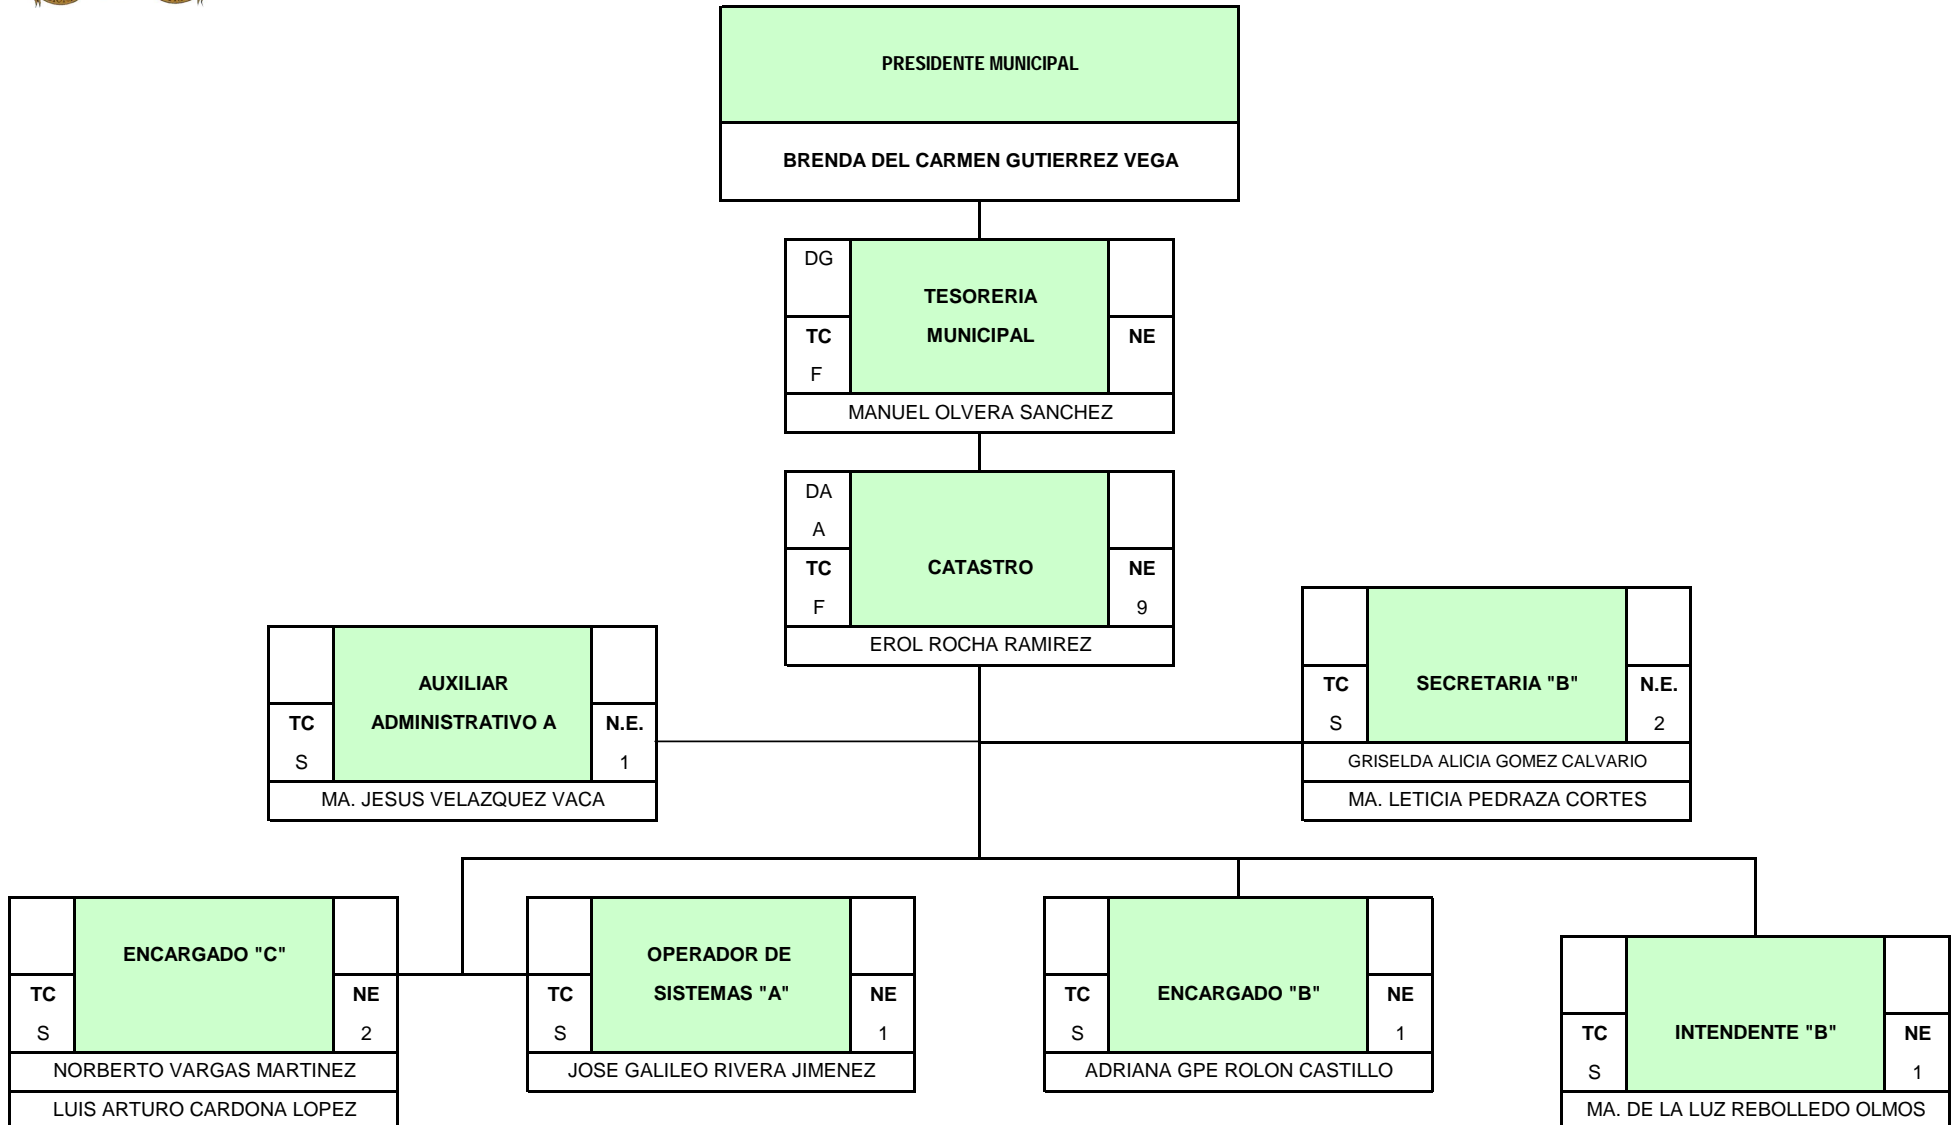 PRESIDENTE MUNICIPAL
BRENDA DEL CARMEN GUTIERREZ VEGA
DG
TESORERIA
TC MUNICIPAL NE
F
MANUEL OLVERA SANCHEZ
DA
A
TC CATASTRO NE
F 9
EROL ROCHA RAMIREZ
AUXILIAR
TC ADMINISTRATIVO A N.E.
S 1
MA. JESUS VELAZQUEZ VACA
TC SECRETARIA "B" N.E.
S 2
GRISELDA ALICIA GOMEZ CALVARIO
MA. LETICIA PEDRAZA CORTES
ENCARGADO "C"
TC NE
S 2
NORBERTO VARGAS MARTINEZ
LUIS ARTURO CARDONA LOPEZ
OPERADOR DE
TC SISTEMAS "A" NE
S 1
JOSE GALILEO RIVERA JIMENEZ
TC ENCARGADO "B" NE
S 1
ADRIANA GPE ROLON CASTILLO
TC INTENDENTE "B" NE
S 1
MA. DE LA LUZ REBOLLEDO OLMOS